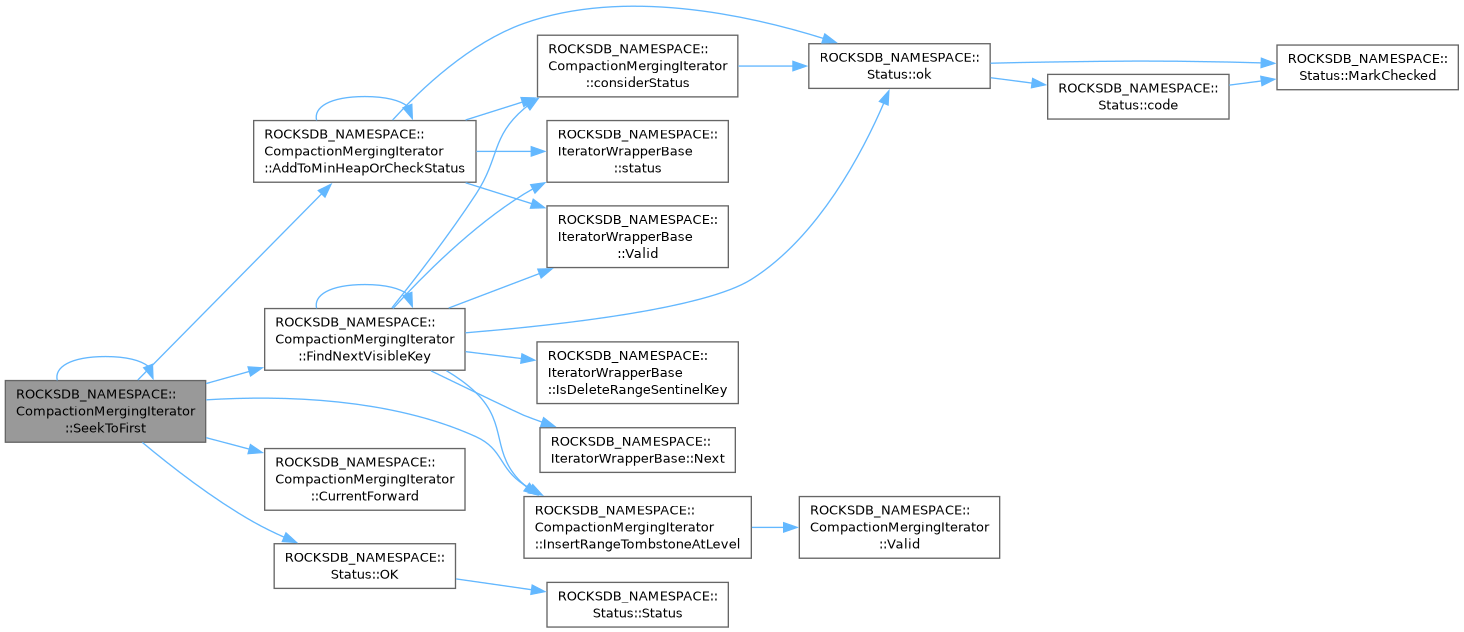 ROCKSDB_NAMESPACE::
CompactionMergingIterator
::SeekToFirst
ROCKSDB_NAMESPACE::
CompactionMergingIterator
::AddToMinHeapOrCheckStatus
ROCKSDB_NAMESPACE::
CompactionMergingIterator
::FindNextVisibleKey
ROCKSDB_NAMESPACE::
CompactionMergingIterator
::CurrentForward
ROCKSDB_NAMESPACE::
Status::OK
ROCKSDB_NAMESPACE::
CompactionMergingIterator
::considerStatus
ROCKSDB_NAMESPACE::
IteratorWrapperBase
::status
ROCKSDB_NAMESPACE::
IteratorWrapperBase
::Valid
ROCKSDB_NAMESPACE::
IteratorWrapperBase
::IsDeleteRangeSentinelKey
ROCKSDB_NAMESPACE::
IteratorWrapperBase::Next
ROCKSDB_NAMESPACE::
CompactionMergingIterator
::InsertRangeTombstoneAtLevel
ROCKSDB_NAMESPACE::
Status::Status
ROCKSDB_NAMESPACE::
Status::ok
ROCKSDB_NAMESPACE::
CompactionMergingIterator
::Valid
ROCKSDB_NAMESPACE::
Status::code
ROCKSDB_NAMESPACE::
Status::MarkChecked